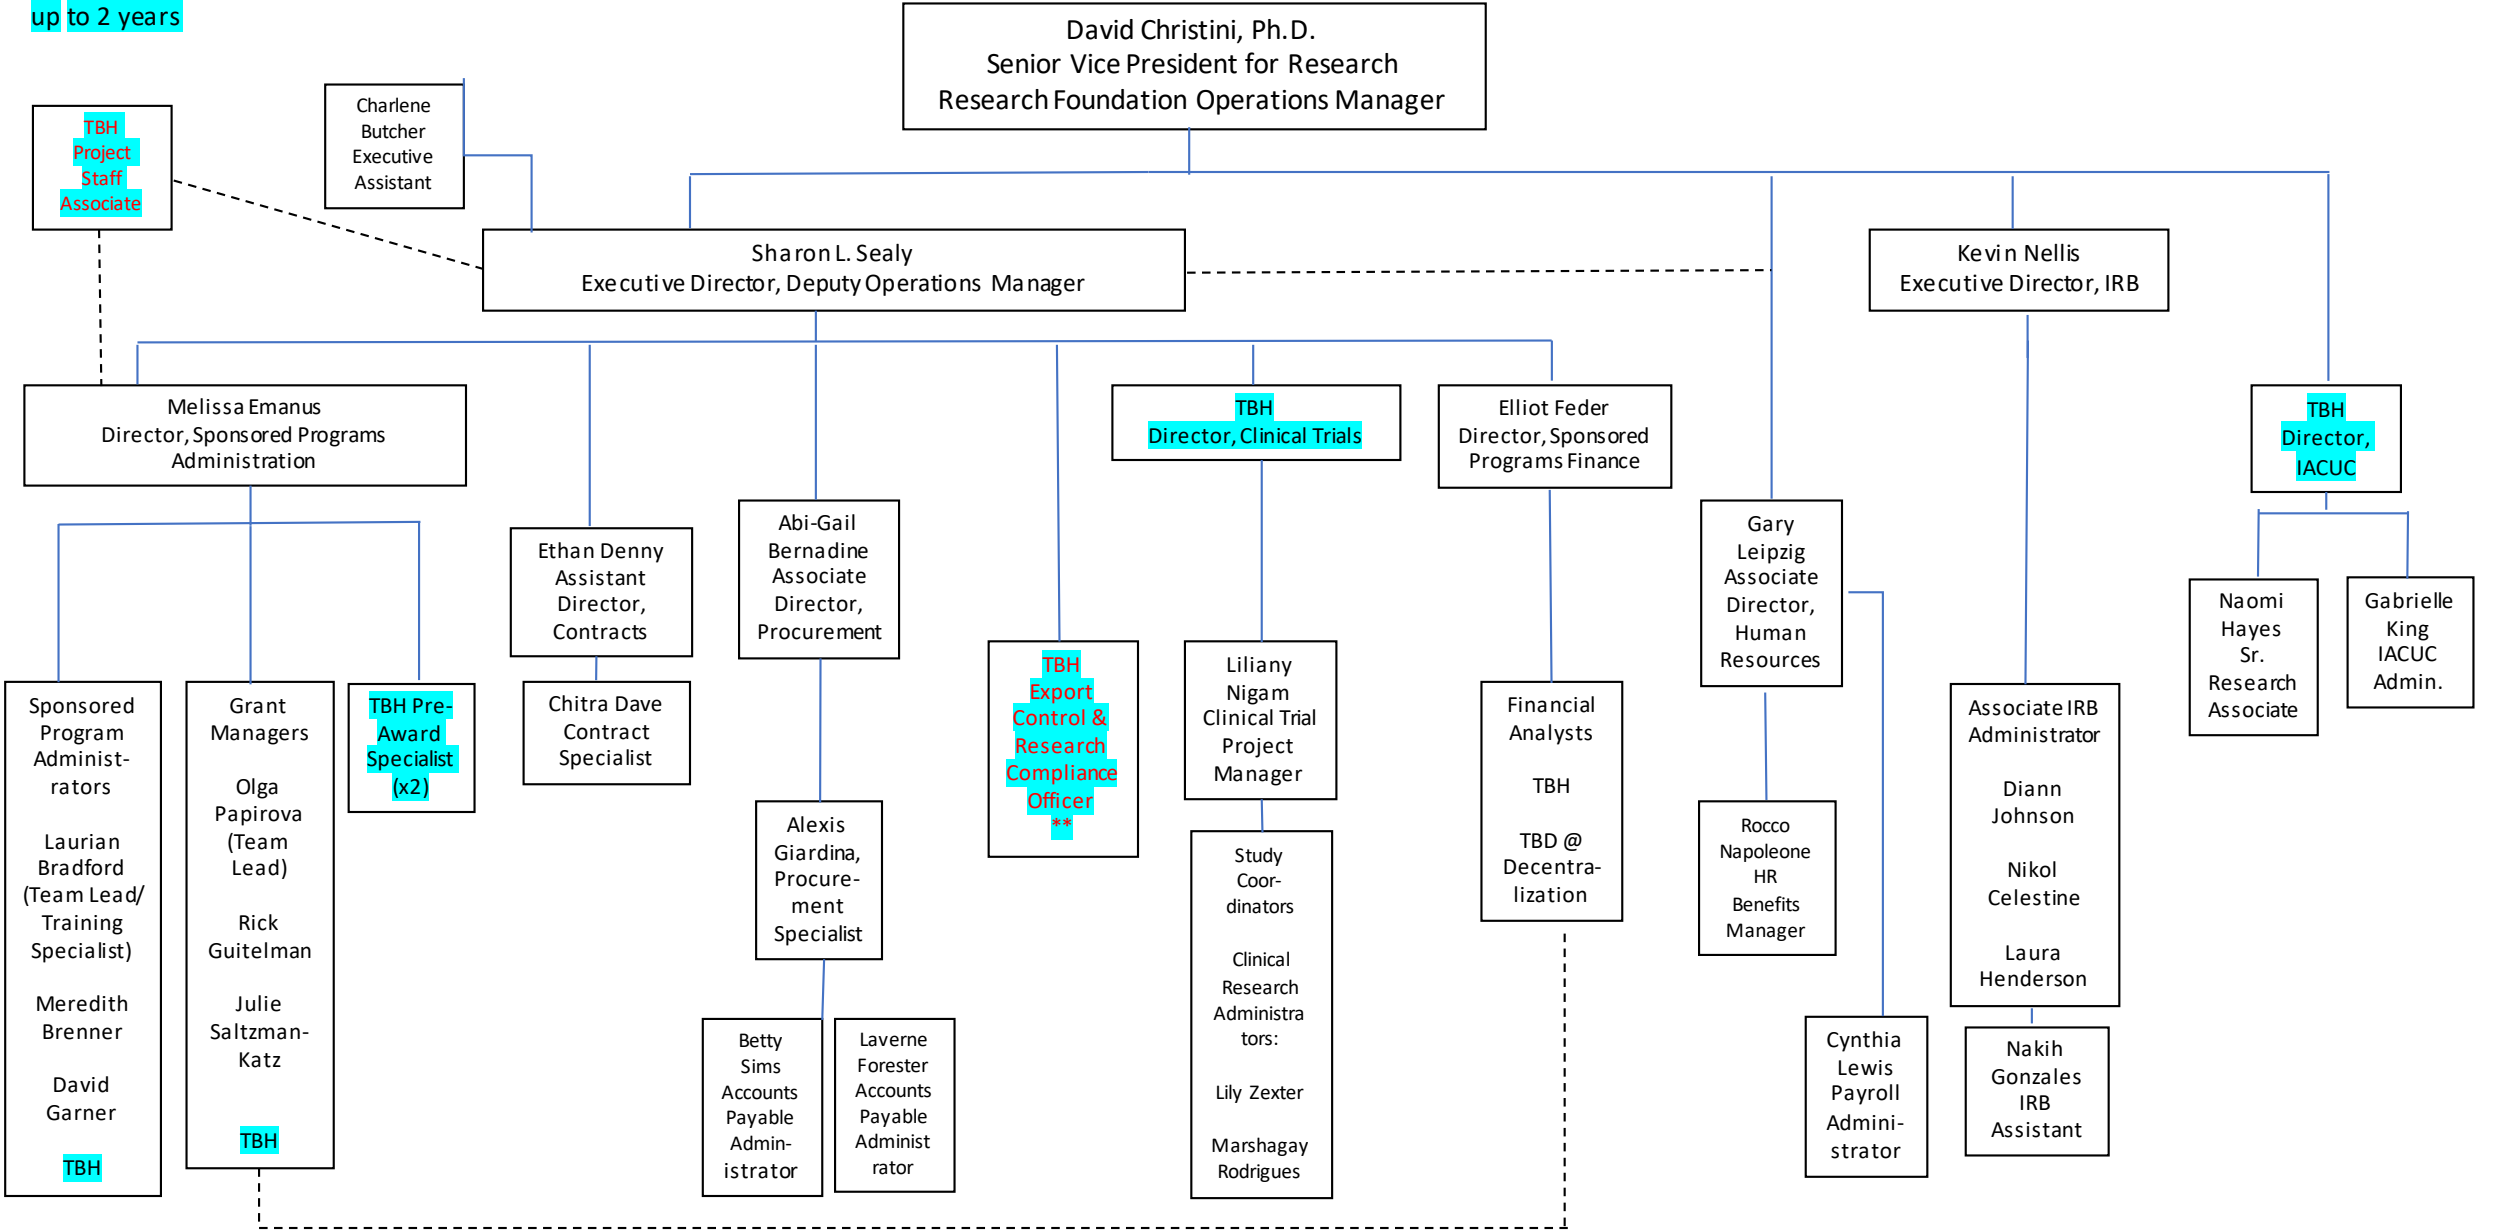 up to 2 years
David Christini, Ph.D.
Senior Vice President for Research
Research Foundation Operations Manager
Charlene
Butcher
Executive
Assistant
TBH
Project
Staff
Associate
Sharon L. Sealy
Executive Director, Deputy Operations Manager
Kevin Nellis
Executive Director, IRB
Melissa Emanus
Director, Sponsored Programs
Administration
TBH
Director, Clinical Trials
Elliot Feder
Director, Sponsored
Programs Finance
TBH
Director,
IACUC
Ethan Denny
Assistant
Director,
Contracts
Abi-Gail
Bernadine
Associate
Director,
Procurement
Gary
Leipzig
Associate
Director,
Human
Resources
Naomi
Hayes
Sr.
Research
Associate
Gabrielle
King
IACUC
Admin.
Sponsored
Program
Administ-
rators
Laurian
Bradford
(Team Lead/
Training
Specialist)
Meredith
Brenner
David
Garner
TBH
Grant
Managers
Olga
Papirova
(Team
Lead)
Rick
Guitelman
Julie
Saltzman-
Katz
TBH
TBH Pre-
Award
Specialist
(x2)
Chitra Dave
Contract
Specialist
TBH
Export
Control &
Research
Compliance
Officer
**
Liliany
Nigam
Clinical Trial
Project
Manager
Financial
Analysts
TBH
TBD @
Decentra-
lization
Associate IRB
Administrator
Diann
Johnson
Nikol
Celestine
Laura
Henderson
Alexis
Giardina,
Procure-
ment
Specialist
Study
Coor-
dinators
Clinical
Research
Administra
tors:
Lily Zexter
Marshagay
Rodrigues
Rocco
Napoleone
HR
Benefits
Manager
Betty
Sims
Accounts
Payable
Admin-
istrator
Laverne
Forester
Accounts
Payable
Administ
rator
Cynthia
Lewis
Payroll
Admini-
strator
Nakih
Gonzales
IRB
Assistant